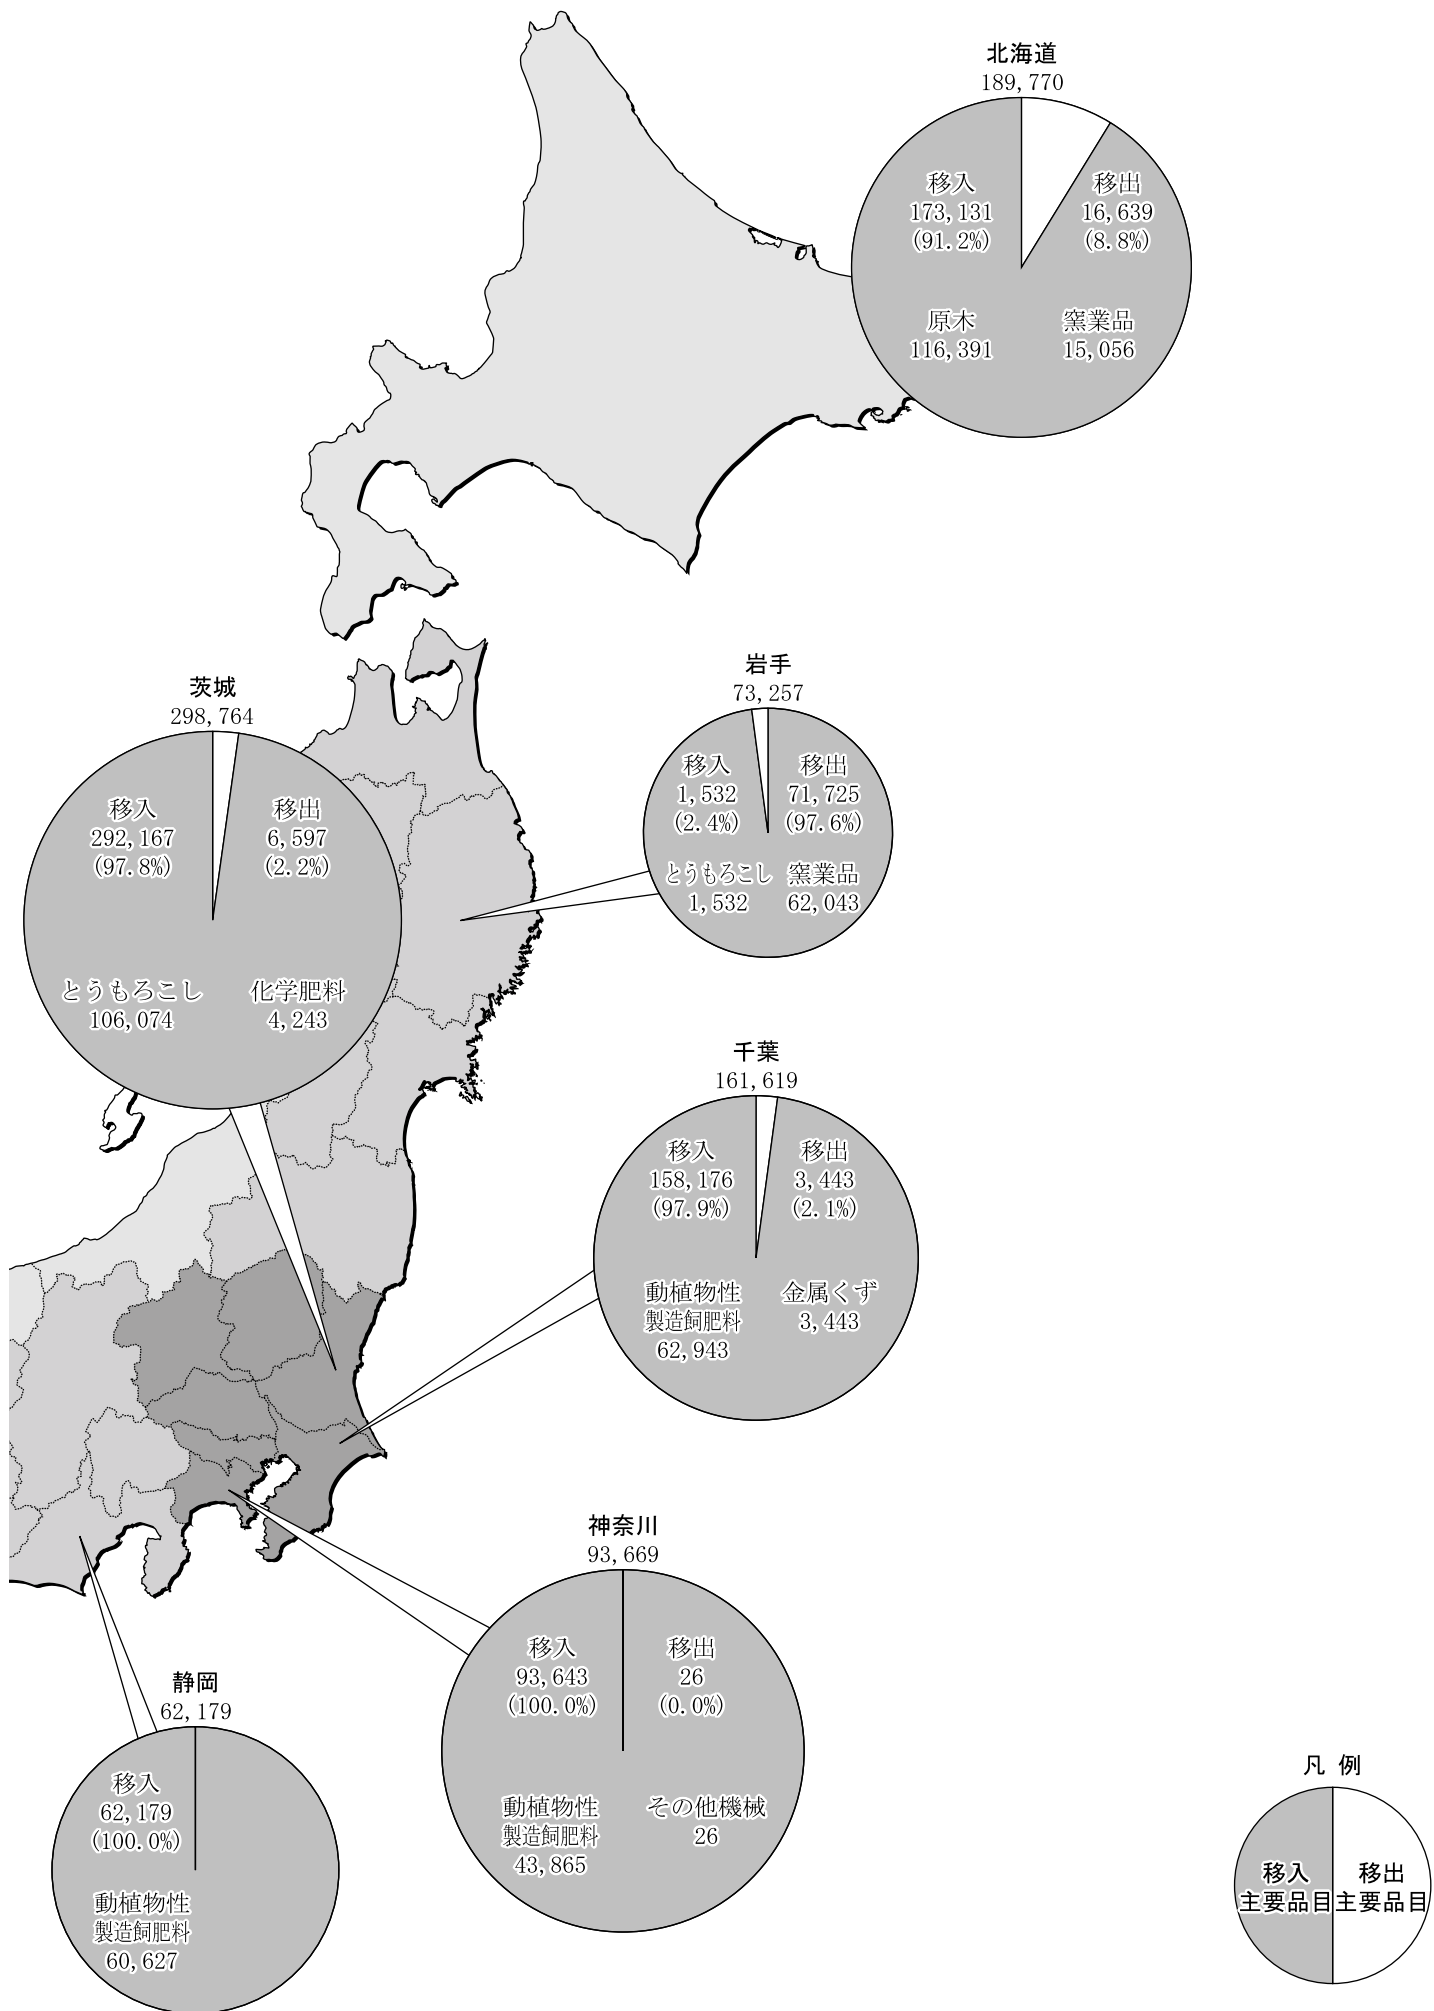 北海道
189,770
移入
173,131
(91.2%)
移出
16,639
(8.8%)
原木
116,391
窯業品
15,056
岩手
73,257
移入
1,532
(2.4%)
移出
71,725
(97.6%)
とうもろこし
1,532
窯業品
62,043
茨城
298,764
移入
292,167
(97.8%)
移出
6,597
(2.2%)
とうもろこし
106,074
化学肥料
4,243
千葉
161,619
移入
158,176
(97.9%)
移出
3,443
(2.1%)
動植物性
製造飼肥料
62,943
金属くず
3,443
神奈川
93,669
移入
93,643
(100.0%)
移出
26
(0.0%)
動植物性
製造飼肥料
43,865
その他機械
26
静岡
62,179
移入
62,179
(100.0%)
動植物性
製造飼肥料
60,627
凡 例
移入
主要品目
移出
主要品目